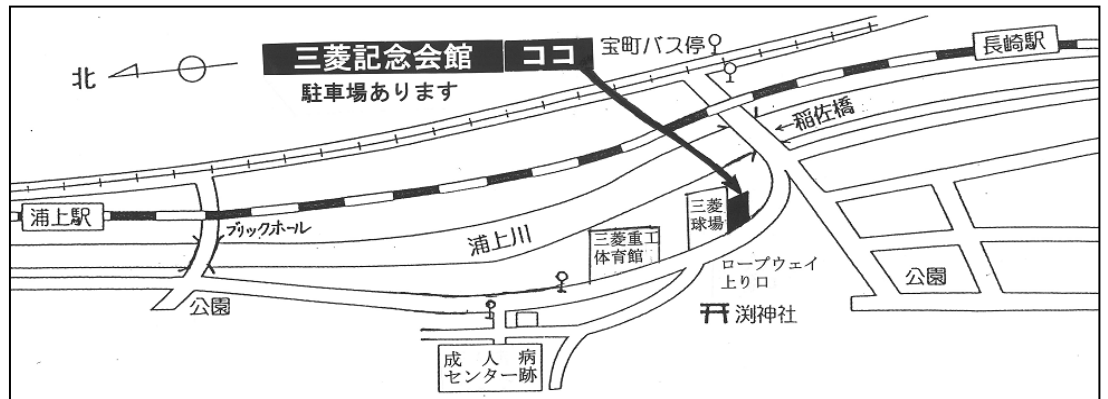 三菱記念会館 ココ
駐車場あります
宝町バス停
長崎駅
北
←稲佐橋
浦上駅
ブリックホール
浦上川
三菱
球場
三菱重工
体育館
ロープウェイ
上り口
公園
公園
渕神社
成人病
センター跡